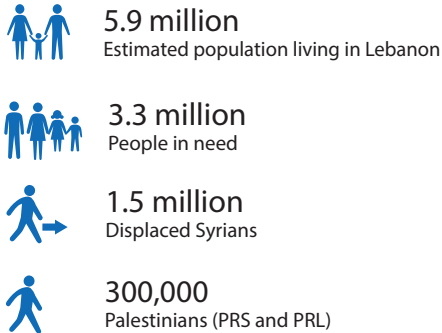 5.9 million
Estimated population living in Lebanon
3.3 million
People in need
1.5 million
Displaced Syrians
300,000
Palestinians (PRS and PRL)